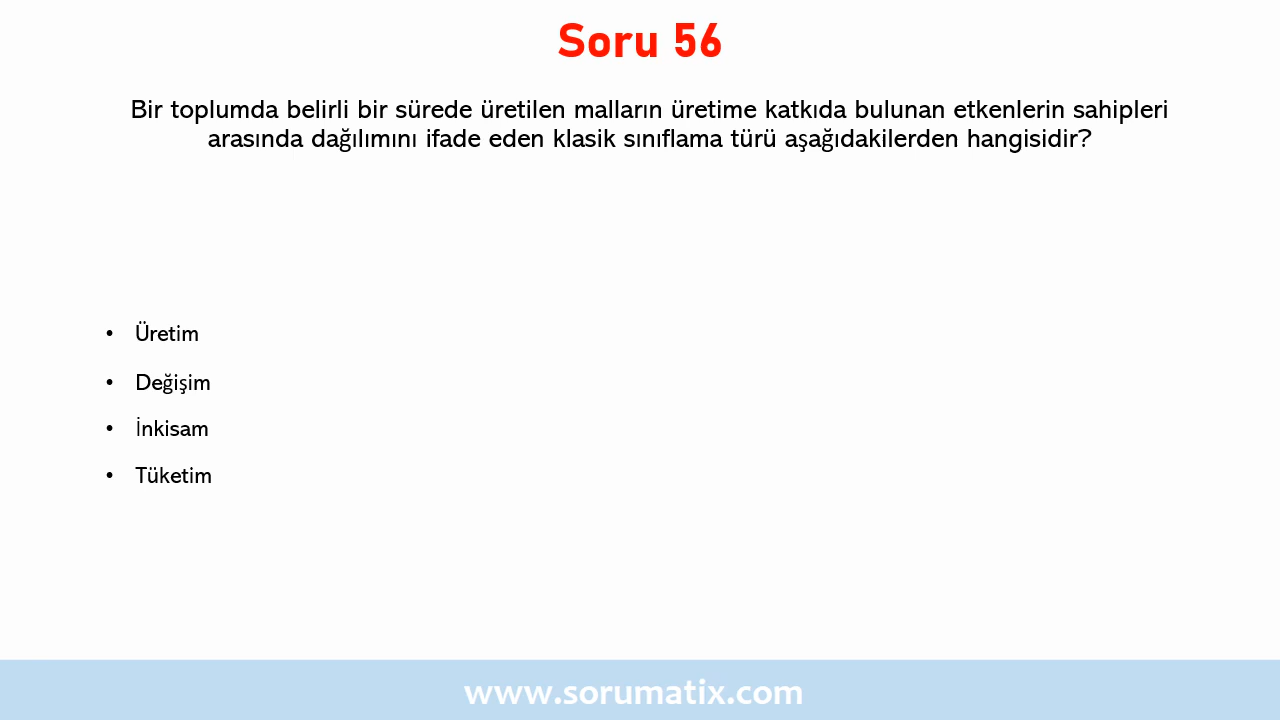 Soru 56
Bir toplumda belirli bir sürede üretilen malların üretime katkıda bulunan etkenlerin sahipleri
arasında dağılımını ifade eden klasik sınıflama türü aşağıdakilerden hangisidir?
• Üretim
• Değişim
• İnkisam
• Tüketim
www.sorumatix.com